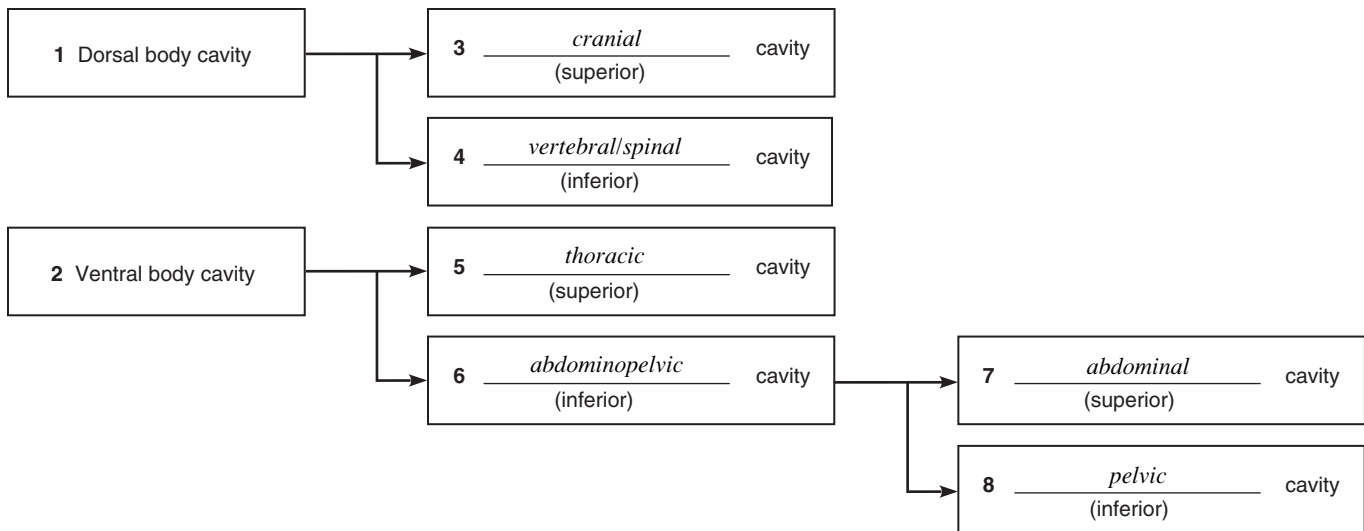 1 Dorsal body cavity
3 cranial cavity
(superior)
4 vertebral/spinal cavity
(inferior)
2 Ventral body cavity
5 thoracic cavity
(superior)
6 abdominopelvic cavity
(inferior)
7 abdominal cavity
(superior)
8 pelvic cavity
(inferior)